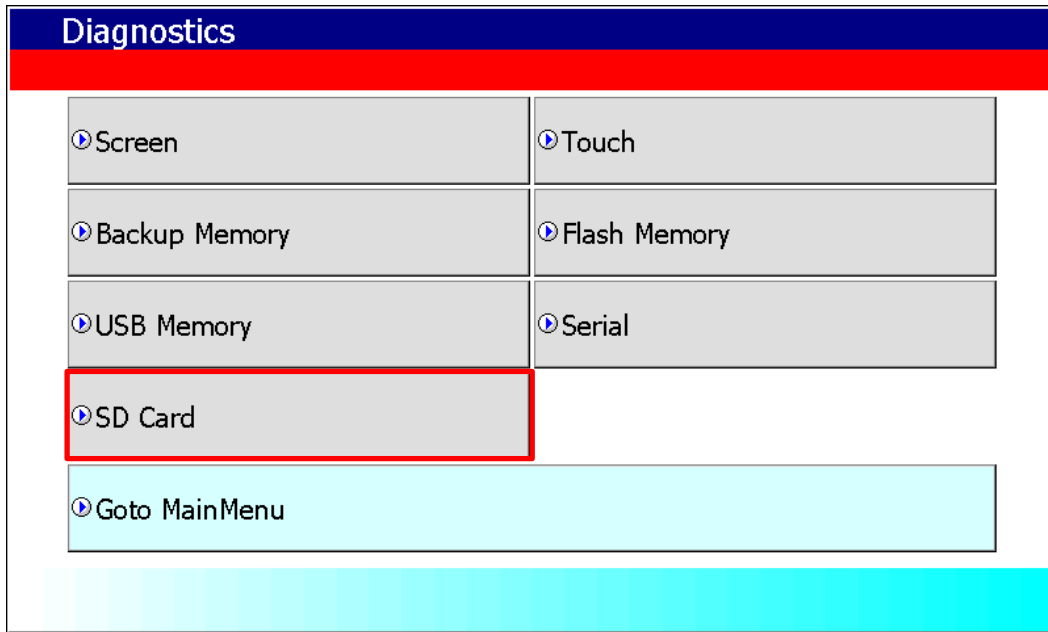 Diagnostics
Screen
Touch
Backup Memory
Flash Memory
USB Memory
Serial
SD Card
Goto MainMenu